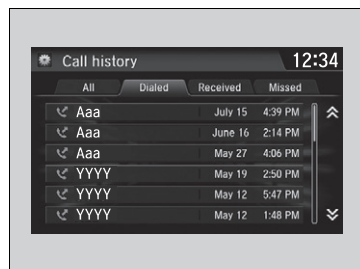 Call history 12:34
All Dialed Received Missed
Aaa July 15 4:39 PM
Aaa June 16 2:14 PM
Aaa May 27 4:06 PM
YYYY May 19 2:50 PM
YYYY May 12 5:47 PM
YYYY May 12 1:48 PM